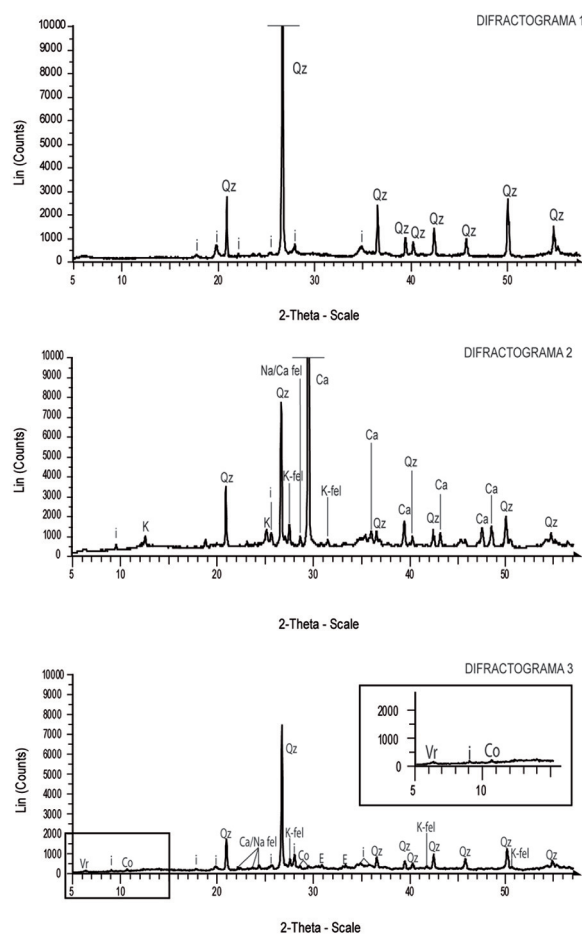 DIFRACTOGRAMA 1
Lin (Counts)
10000
9000
8000
7000
6000
5000
4000
3000
2000
1000
0
Qz
Qz
Qz
Qz
Qz
Qz
Qz
Qz
Qz
i
i
i
i
i
i
5
10
20
30
40
50
2-Theta - Scale
DIFRACTOGRAMA 2
Lin (Counts)
10000
9000
8000
7000
6000
5000
4000
3000
2000
1000
0
Na/Ca fel
Qz
Ca
Qz
i
K
K
i
K-fel
K-fel
Ca
Qz
Qz
Ca
Qz
Ca
Ca
Ca
Qz
Qz
5
10
20
30
40
50
2-Theta - Scale
DIFRACTOGRAMA 3
Lin (Counts)
10000
9000
8000
7000
6000
5000
4000
3000
2000
1000
0
2000
1000
0
Vr
i
Co
5
10
Qz
Vr
i
Co
i
i
Qz
Ca/Na fel
i
K-fel
i
Co
E
E
i
Qz
Qz
Qz
K-fel
Qz
Qz
Qz
K-fel
Qz
5
10
20
30
40
50
2-Theta - Scale